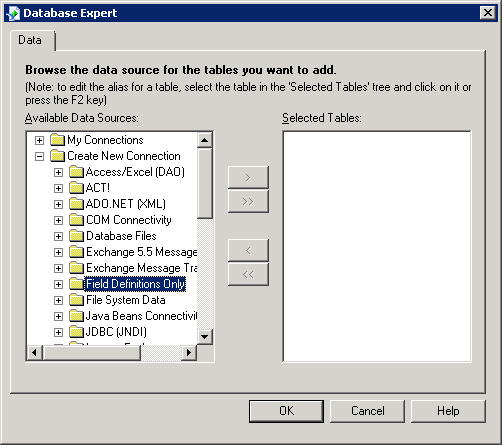 Database Expert
Data
Browse the data source for the tables you want to add.
(Note: to edit the alias for a table, select the table in the 'Selected Tables' tree and click on it or
press the F2 key)
Available Data Sources:
Selected Tables:
My Connections
Create New Connection
Access/Excel (DAO)
ACT!
ADO.NET (XML)
COM Connectivity
Database Files
Exchange 5.5 Message
Exchange Message Tra
Field Definitions Only
File System Data
Java Beans Connectivit
JDBC (JNDI)
>
>>
<
<<
OK
Cancel
Help